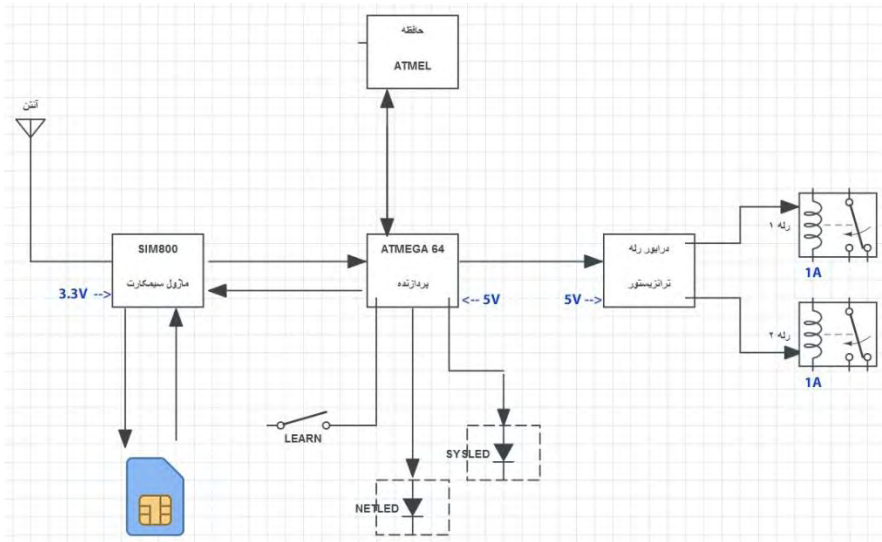 حافظه
ATMEL
آنتن
SIM800
ماژول سیمکارت
3.3V -->
ATMEGA 64
پردازنده
<-- 5V
درایور رله
ترانزیستور
5V -->
رله ۱
1A
رله ۲
1A
LEARN
SYSLED
NETLED